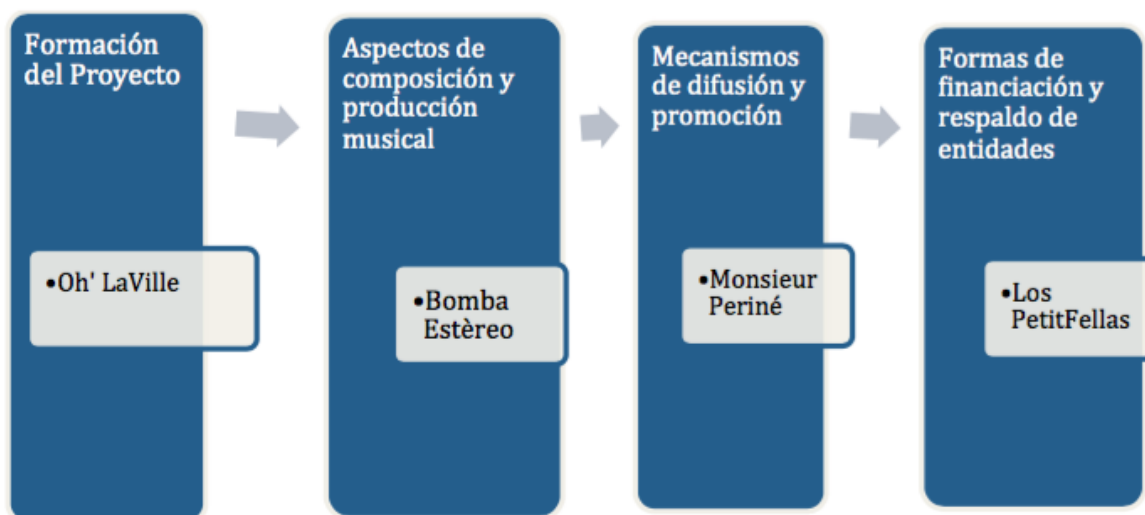 Formación
del Proyecto
•Oh' LaVille
Aspectos de
composición y
producción
musical
•Bomba
Estèreo
Mecanismos
de difusión y
promoción
•Monsieur
Periné
Formas de
financiación y
respaldo de
entidades
•Los
PetitFellas